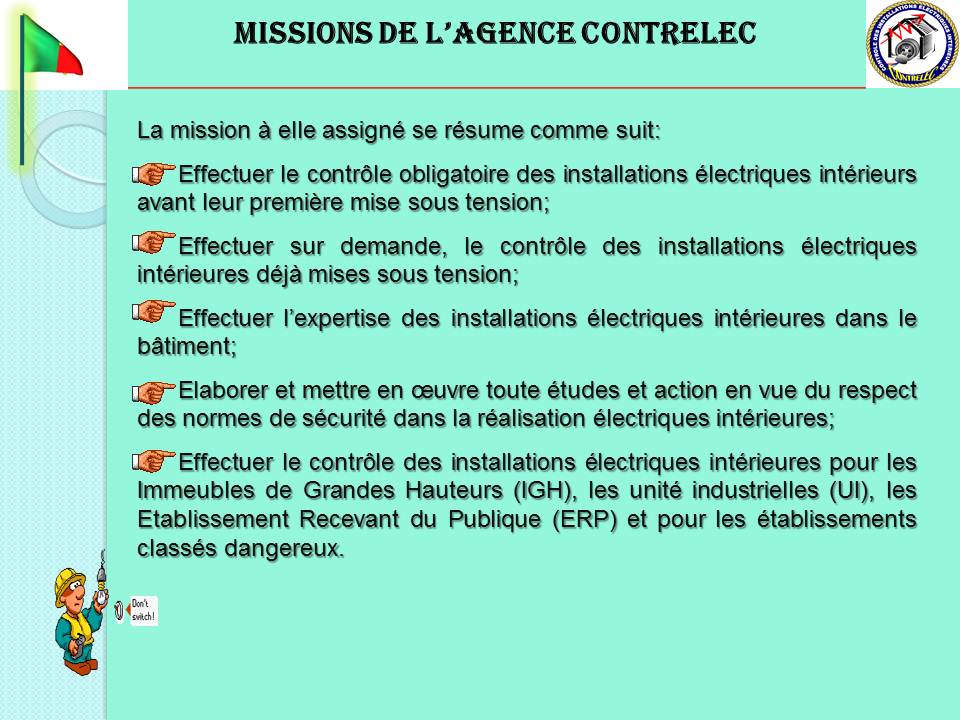 MISSIONS DE L’AGENCE CONTRELEC
CONTROLE DES INSTALLATIONS ELECTRIQUES INTERIEURES
CONTRELEC
La mission à elle assigné se résume comme suit:
Effectuer le contrôle obligatoire des installations électriques intérieurs
avant leur première mise sous tension;
Effectuer sur demande, le contrôle des installations électriques
intérieures déjà mises sous tension;
Effectuer l’expertise des installations électriques intérieures dans le
bâtiment;
Elaborer et mettre en œuvre toute études et action en vue du respect
des normes de sécurité dans la réalisation électriques intérieures;
Effectuer le contrôle des installations électriques intérieures pour les
Immeubles de Grandes Hauteurs (IGH), les unité industrielles (UI), les
Etablissement Recevant du Publique (ERP) et pour les établissements
classés dangereux.
Don't
switch!